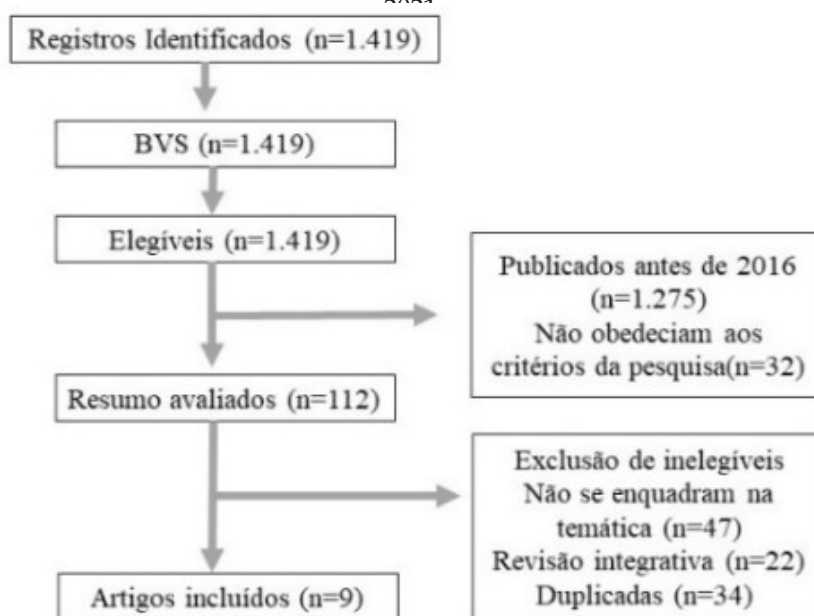 Registros Identificados (n=1.419)
BVS (n=1.419)
Elegíveis (n=1.419)
Publicados antes de 2016
(n=1.275)
Não obedeciam aos
critérios da pesquisa(n=32)
Resumo avaliados (n=112)
Exclusão de inelegíveis
Não se enquadram na
temática (n=47)
Revisão integrativa (n=22)
Duplicadas (n=34)
Artigos incluídos (n=9)